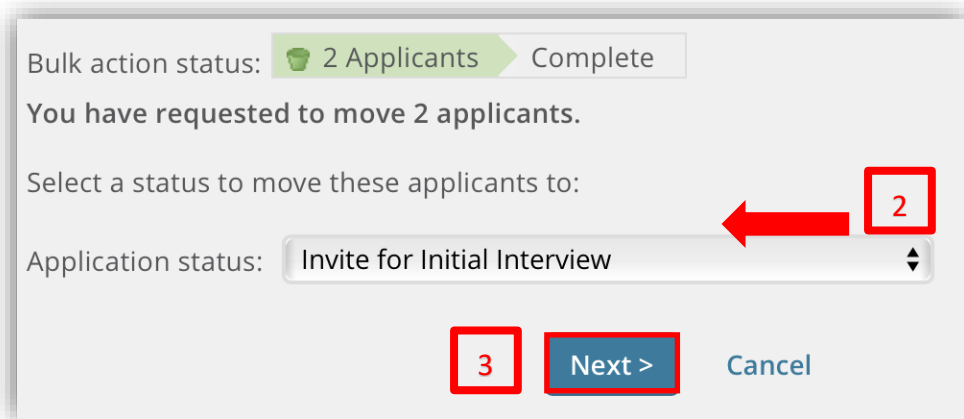 Bulk action status: 2 Applicants Complete
You have requested to move 2 applicants.
Select a status to move these applicants to:
2
Application status: Invite for Initial Interview
3 Next > Cancel